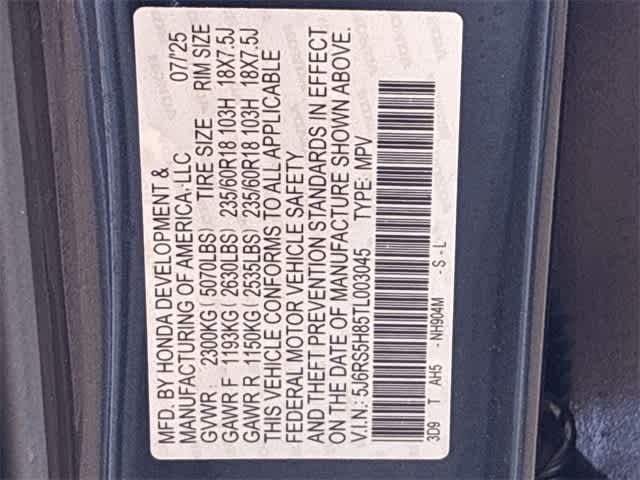 MFD. BY HONDA DEVELOPMENT & 07/'25
MANUFACTURING OF AMERICA, LLC
GVWR : 2300KG ( 5070LBS) TIRE SIZE RIM SIZE
GAWR F 1193KG ( 2630LBS) 235/60R18 103H 18X7.5J
GAWR R 1150KG ( 2535LBS) 235/60R18 103H 18X7.5J
THIS VEHICLE CONFORMS TO ALL APPLICABLE
FEDERAL MOTOR VEHICLE SAFETY
AND THEFT PREVENTION STANDARDS IN EFFECT
ON THE DATE OF MANUFACTURE SHOWN ABOVE.
V.I.N.: 5J6RS5H85TL003045 TYPE: MPV
3D9 T AH5 - NH904M - S - L